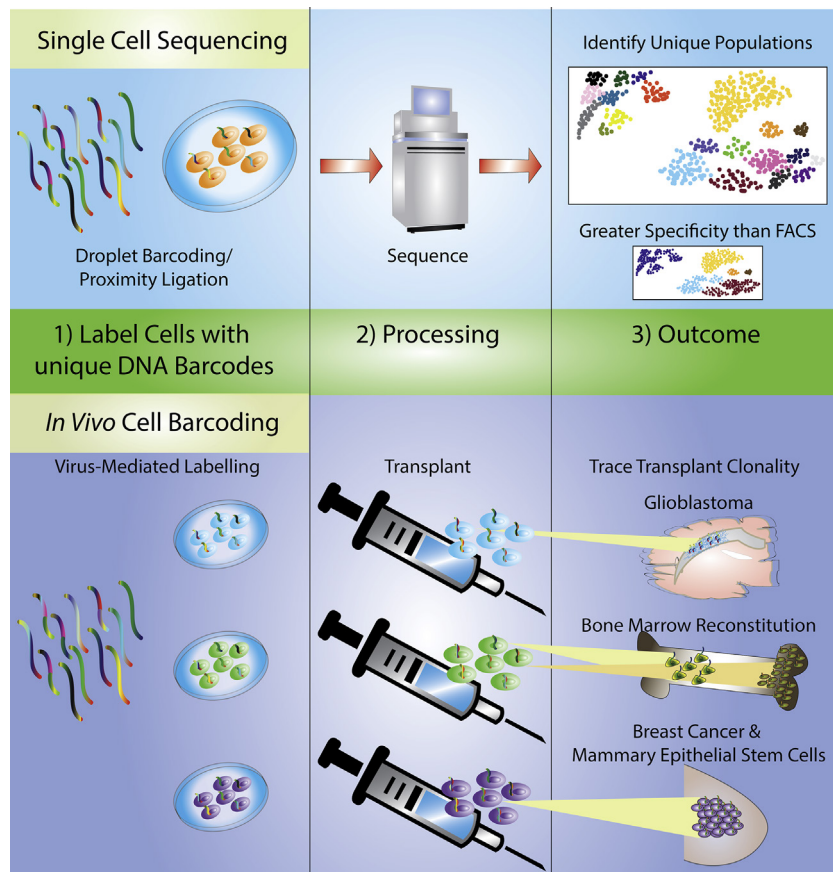 Single Cell Sequencing
Droplet Barcoding/
Proximity Ligation
Sequence
Identify Unique Populations
Greater Specificity than FACS
1) Label Cells with
unique DNA Barcodes
2) Processing
3) Outcome
In Vivo Cell Barcoding
Virus-Mediated Labelling
Transplant
Trace Transplant Clonality
Glioblastoma
Bone Marrow Reconstitution
Breast Cancer &
Mammary Epithelial Stem Cells